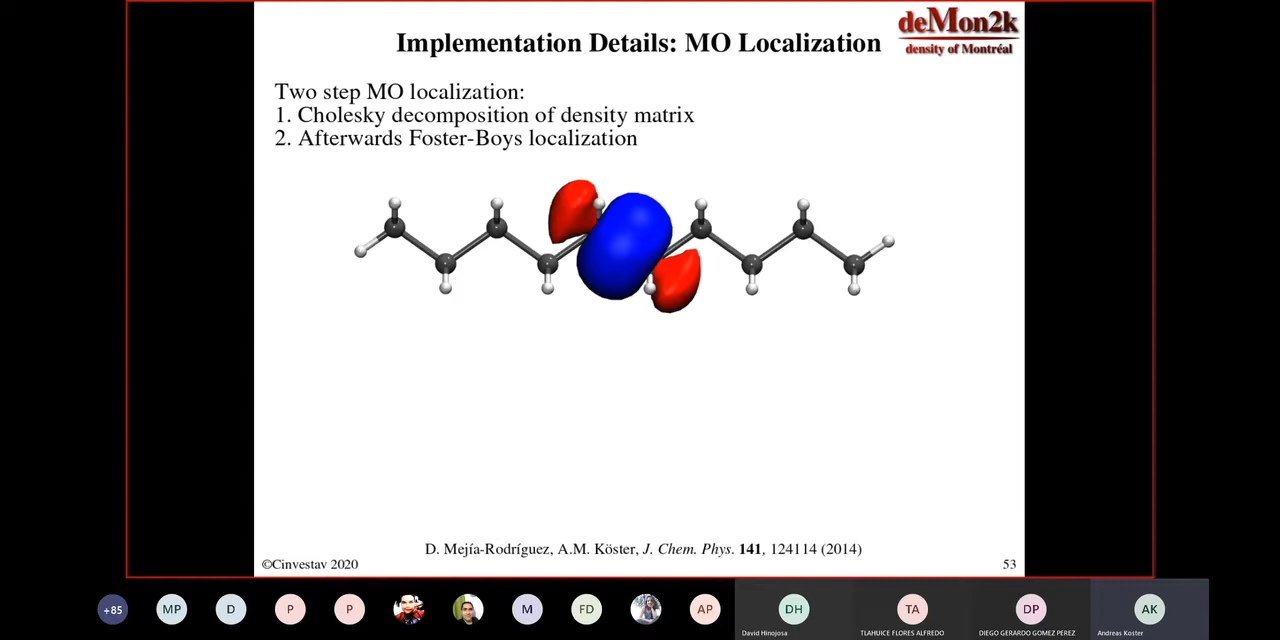 deMon2k
density of Montréal
Implementation Details: MO Localization
Two step MO localization:
1. Cholesky decomposition of density matrix
2. Afterwards Foster-Boys localization
D. Mejía-Rodríguez, A.M. Köster, J. Chem. Phys. 141, 124114 (2014)
©Cinvestav 2020
53
+85
MP
D
P
P
M
FD
AP
DH
TA
DP
AK
David Hinojosa
TLAHUICE FLORES ALFREDO
DIEGO GERARDO GOMEZ PEREZ
Andreas Koster